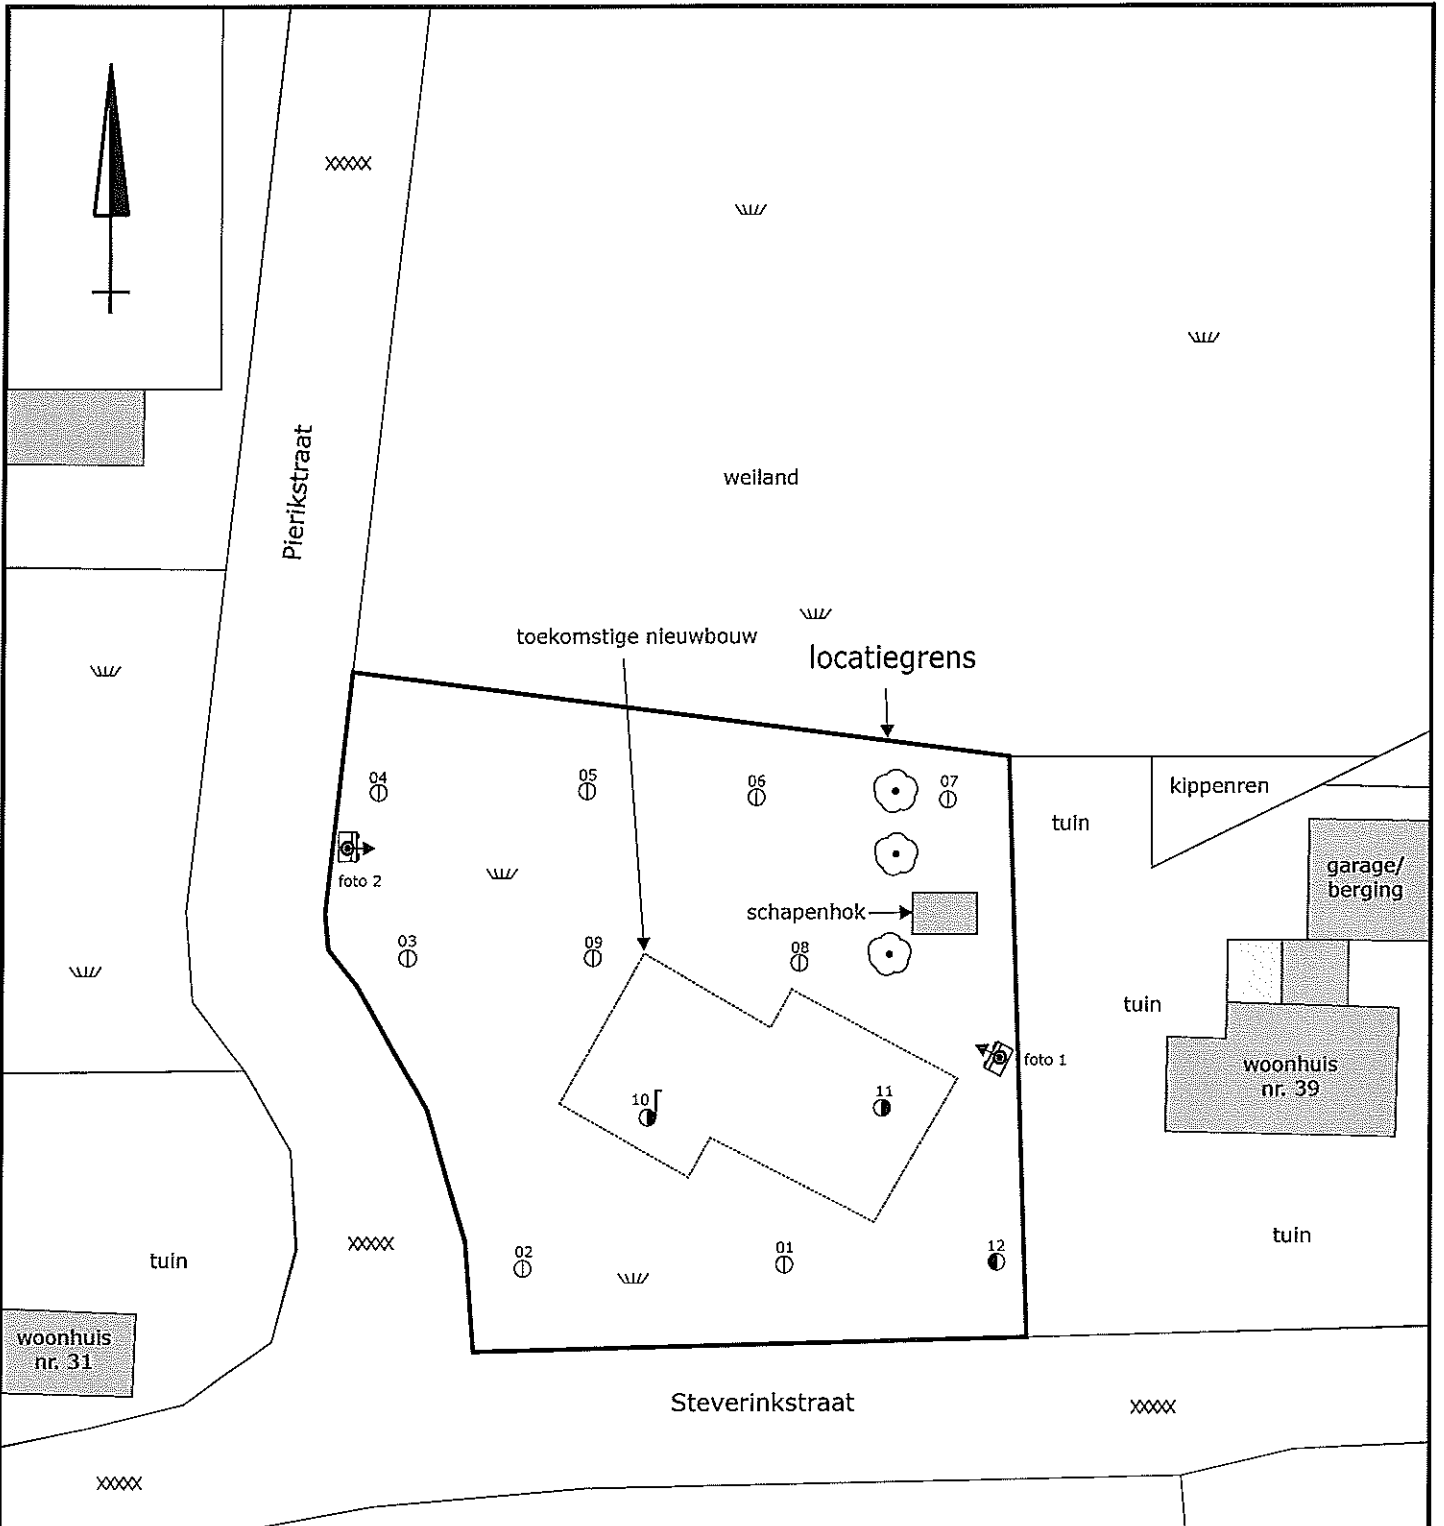 Pierikstraat
weiland
toekomstige nieuwbouw
locatiegrens
04
05
06
07
kippenren
tuin
foto 2
garage/
berging
schapenhok
03
09
08
tuin
foto 1
woonhuis
nr. 39
10
11
tuin
02
01
12
tuin
woonhuis
nr. 31
Steverinkstraat